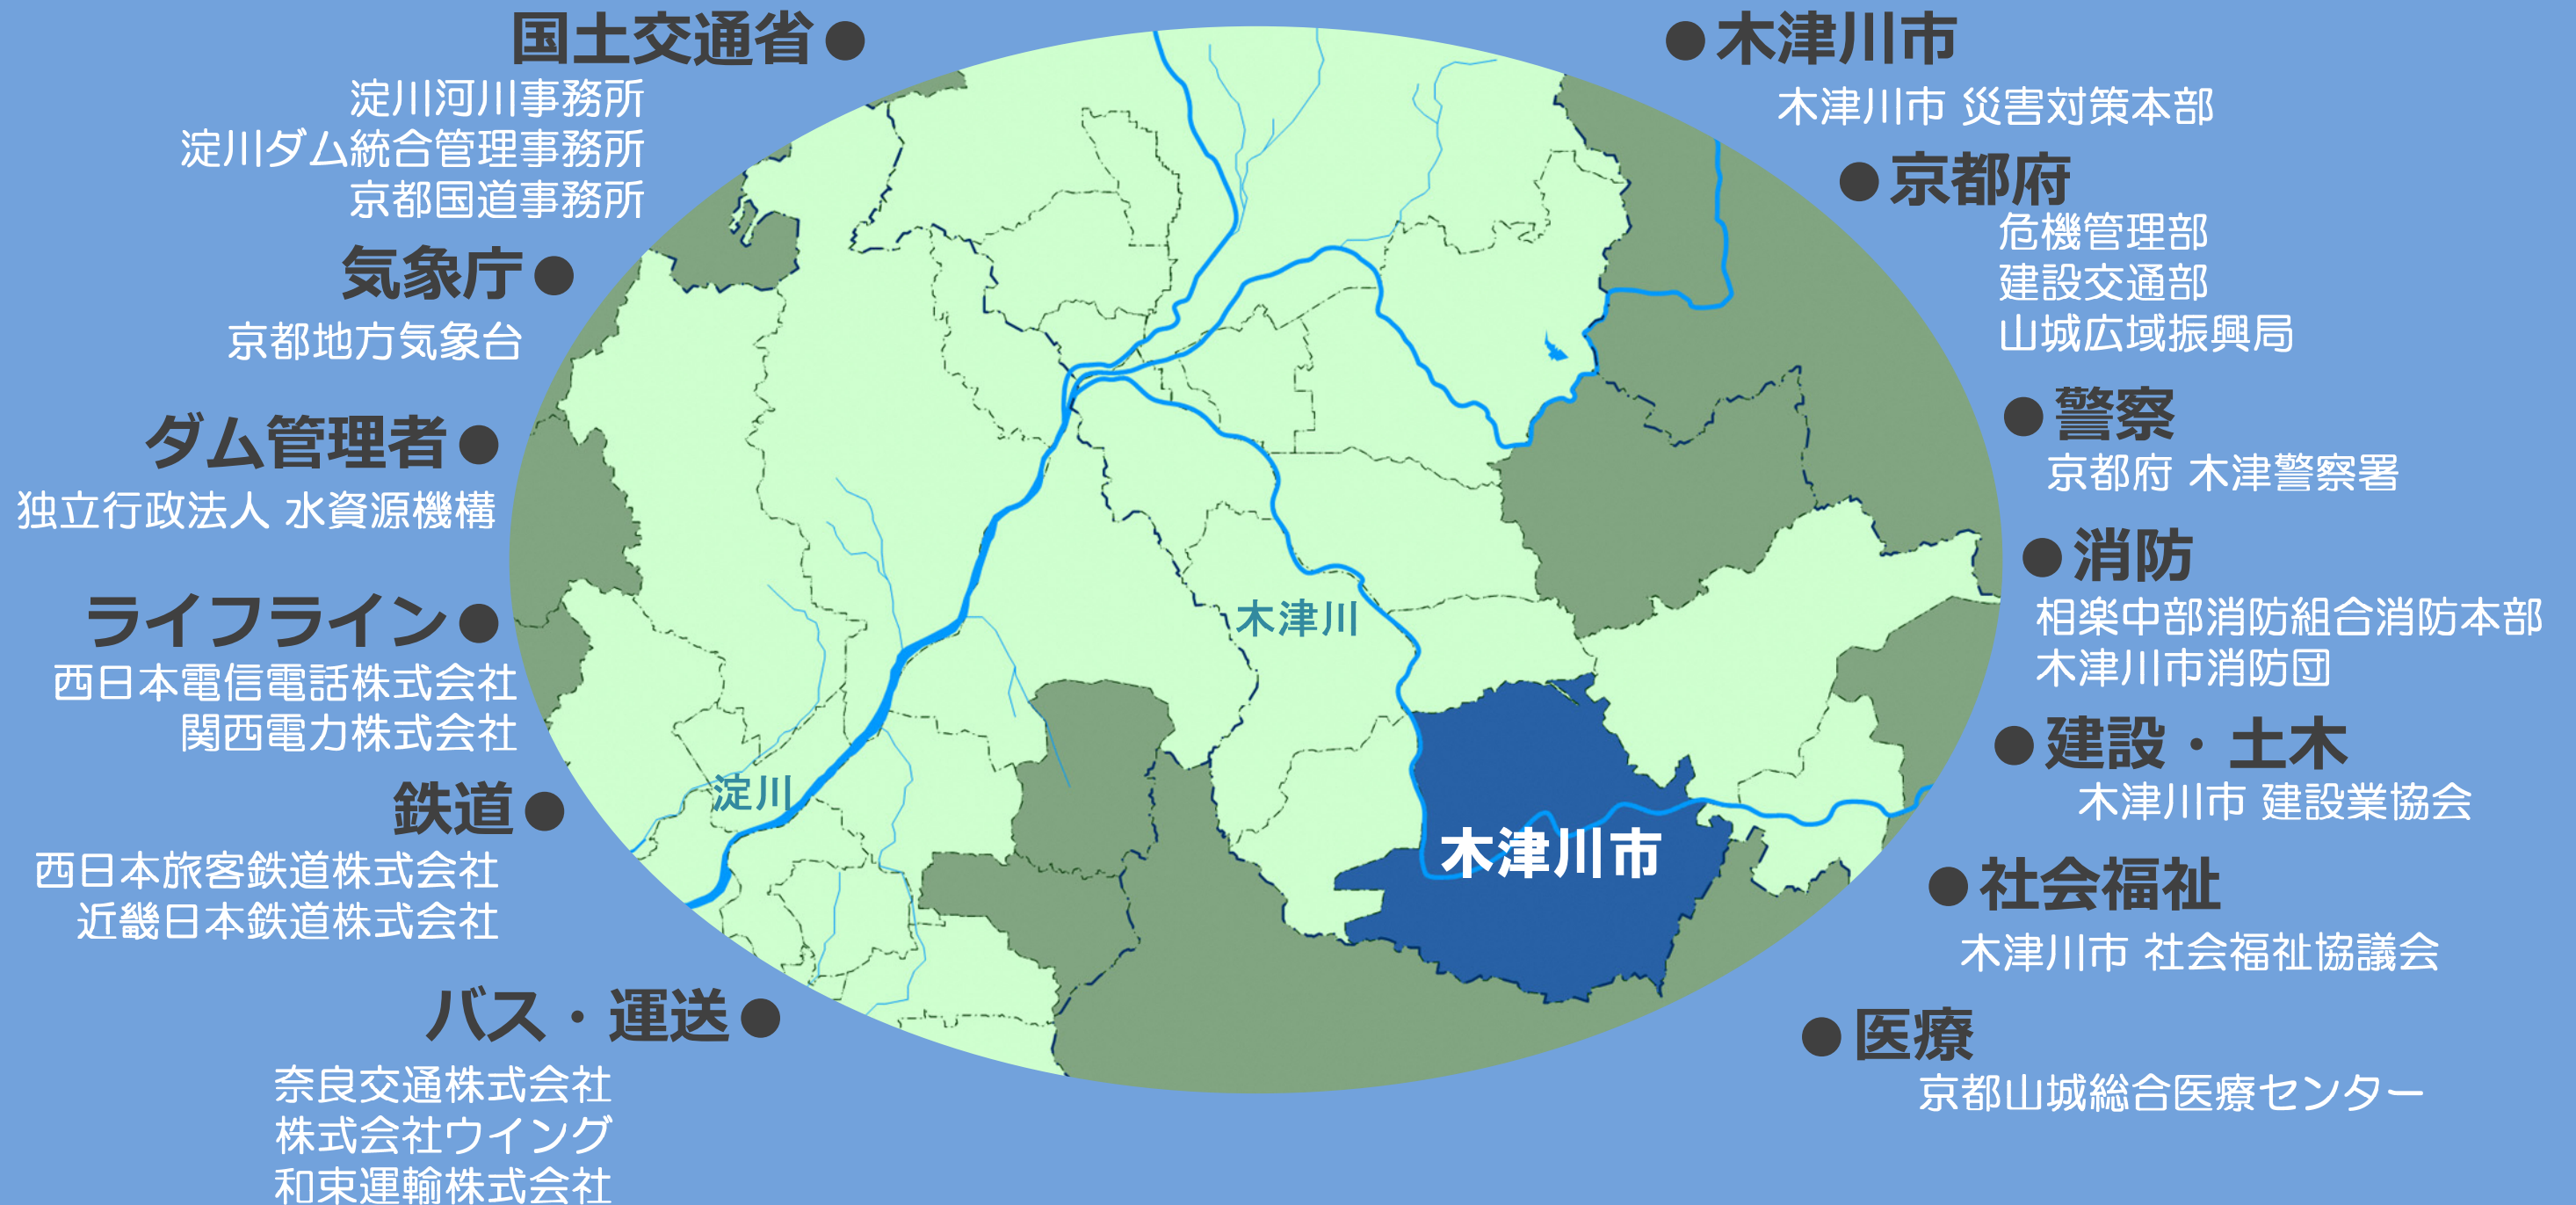 国土交通省●
淀川河川事務所
淀川ダム統合管理事務所
京都国道事務所
気象庁●
京都地方気象台
ダム管理者●
独立行政法人 水資源機構
ライフライン●
西日本電信電話株式会社
関西電力株式会社
鉄道●
西日本旅客鉄道株式会社
近畿日本鉄道株式会社
バス・運送●
奈良交通株式会社
株式会社ウイング
和束運輸株式会社
木津川
淀川
木津川市
●木津川市
木津川市 災害対策本部
●京都府
危機管理部
建設交通部
山城広域振興局
●警察
京都府 木津警察署
●消防
相楽中部消防組合消防本部
木津川市消防団
●建設・土木
木津川市 建設業協会
●社会福祉
木津川市 社会福祉協議会
●医療
京都山城総合医療センター